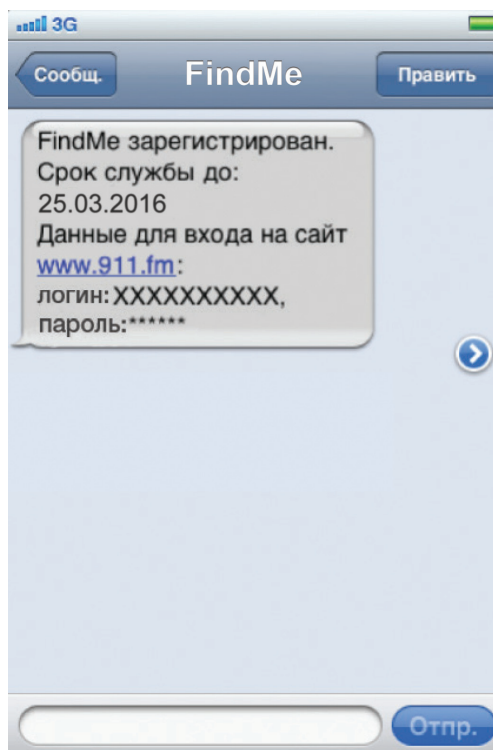 3G
Сообщ.
FindMe
Править
FindMe зарегистрирован.
Срок службы до:
25.03.2016
Данные для входа на сайт
www.911.fm:
логин:XXXXXXXXXX,
пароль:******
Отпр.